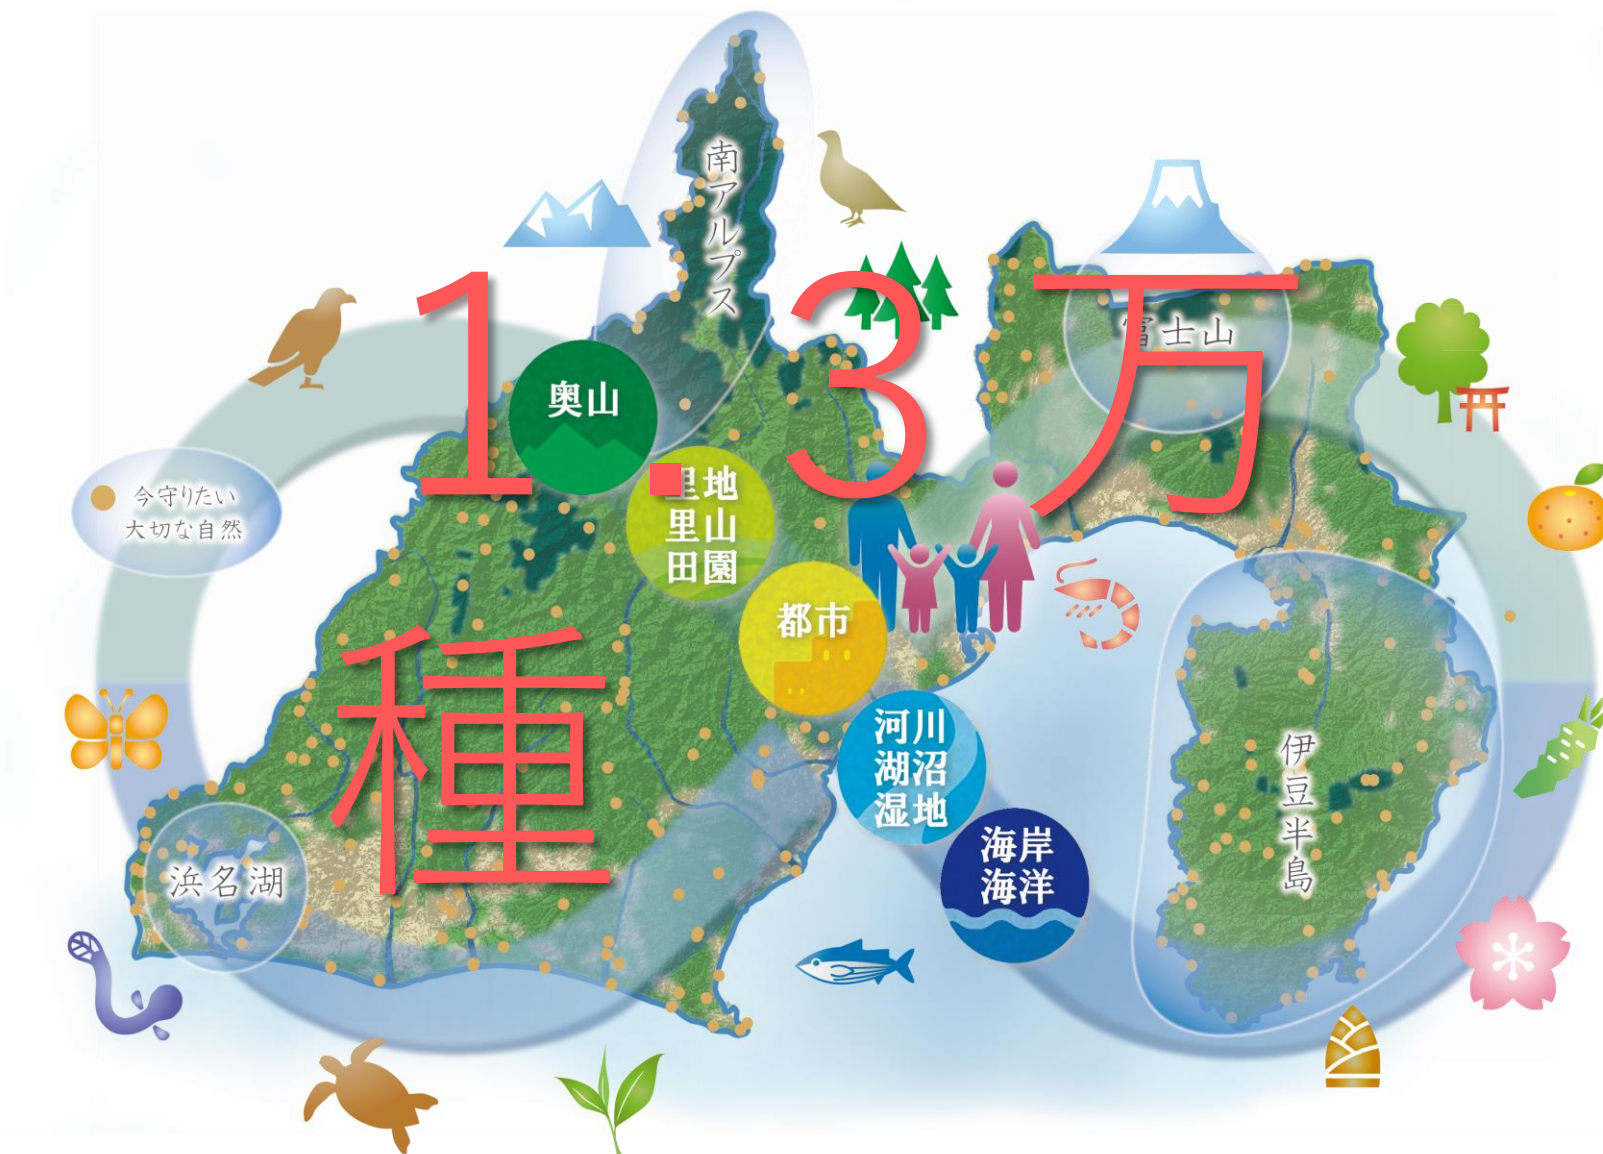 南アルプス
1.3万
種
富士山
奥山
今守りたい
大切な自然
里地
里山
田園
都市
河川
湖沼
湿地
海岸
海洋
伊豆半島
浜名湖